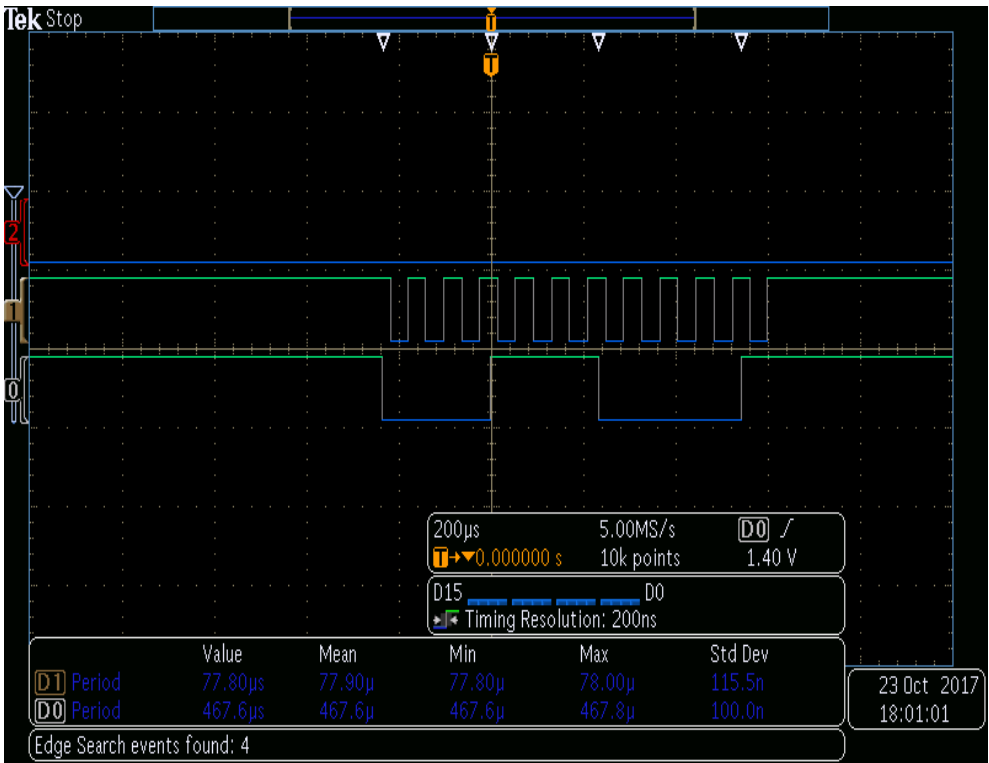 Tek Stop
T
T
2
1
0
200µs 5.00MS/s D0
T 0.000000 s 10k points 1.40 V
D15 D0
Timing Resolution: 200ns
Value Mean Min Max Std Dev
D1 Period 77.80µs 77.90µ 77.80µ 78.00µ 115.5n
D0 Period 467.6µs 467.6µ 467.6µ 467.8µ 100.0n
23 Oct 2017
18:01:01
Edge Search events found: 4